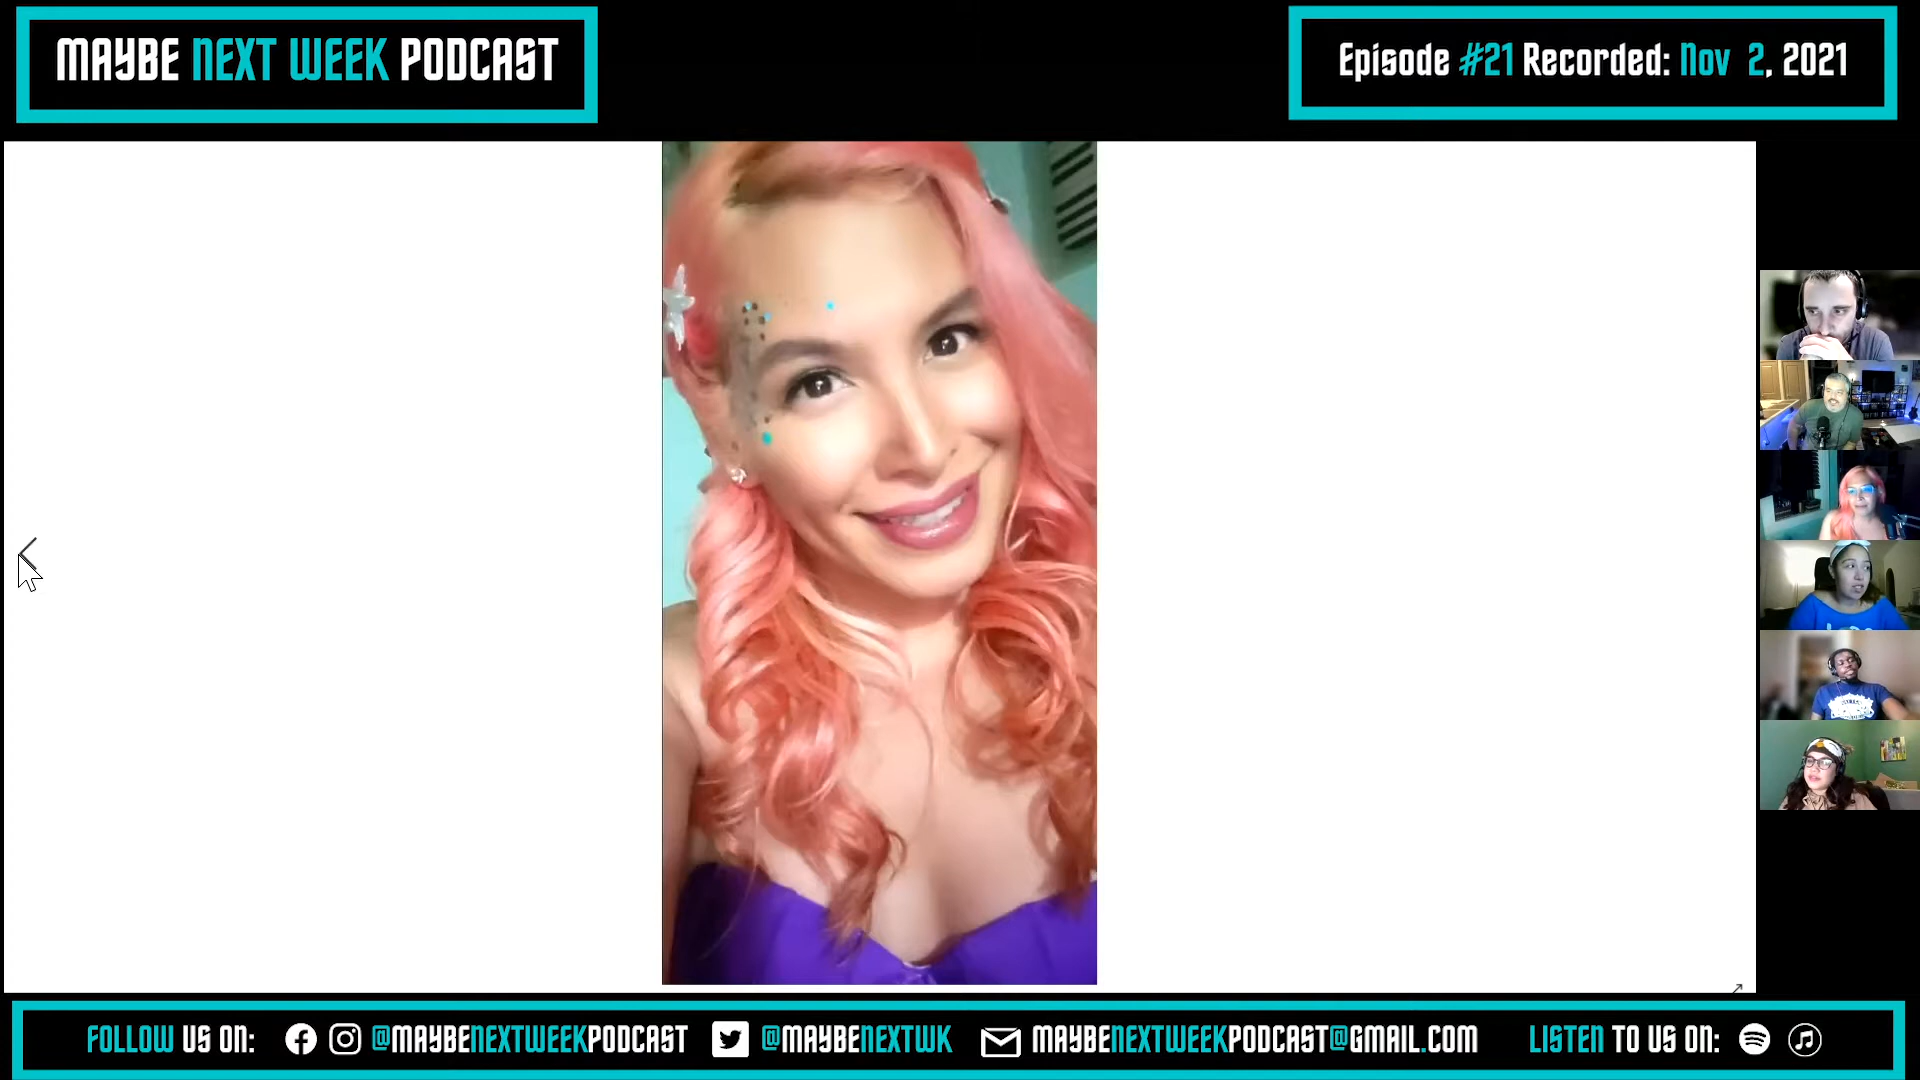 MAYBE NEXT WEEK PODCAST
Episode #21 Recorded: Nov 2, 2021
FOLLOW US ON: @MAYBENEXTWEEKPODCAST @MAYBENEXTWK MAYBENEXTWEEKPODCAST@GMAIL.COM LISTEN TO US ON: